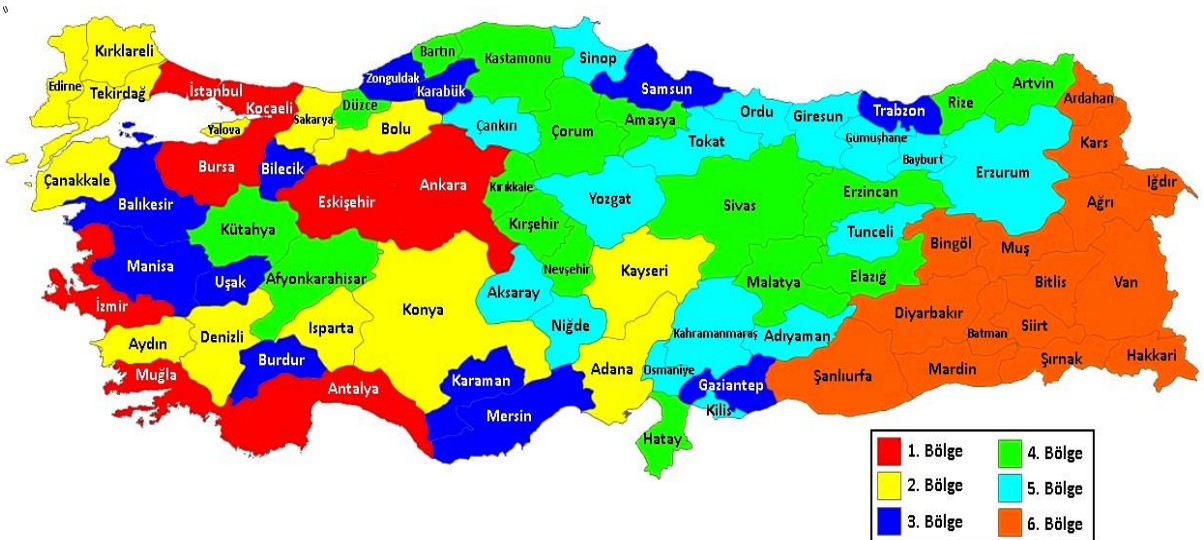 Kırklareli
Edirne
Tekirdağ
İstanbul
Kocaeli
Yalova
Sakarya
Düzce
Bolu
Zonguldak
Bartın
Karabük
Kastamonu
Sinop
Samsun
Çankırı
Çorum
Amasya
Tokat
Ordu
Giresun
Trabzon
Gümüşhane
Bayburt
Rize
Artvin
Ardahan
Kars
Iğdır
Ağrı
Erzurum
Erzincan
Çanakkale
Balıkesir
Bursa
Bilecik
Eskişehir
Ankara
Kırıkkale
Kırşehir
Yozgat
Sivas
Tunceli
Bingöl
Muş
Bitlis
Van
Kütahya
Manisa
Uşak
Afyonkarahisar
İzmir
Aydın
Denizli
Isparta
Konya
Aksaray
Nevşehir
Niğde
Kayseri
Malatya
Elazığ
Diyarbakır
Batman
Siirt
Şırnak
Hakkari
Muğla
Burdur
Antalya
Karaman
Mersin
Adana
Kahramanmaraş
Osmaniye
Adıyaman
Gaziantep
Kilis
Hatay
Şanlıurfa
Mardin
1. Bölge
2. Bölge
3. Bölge
4. Bölge
5. Bölge
6. Bölge